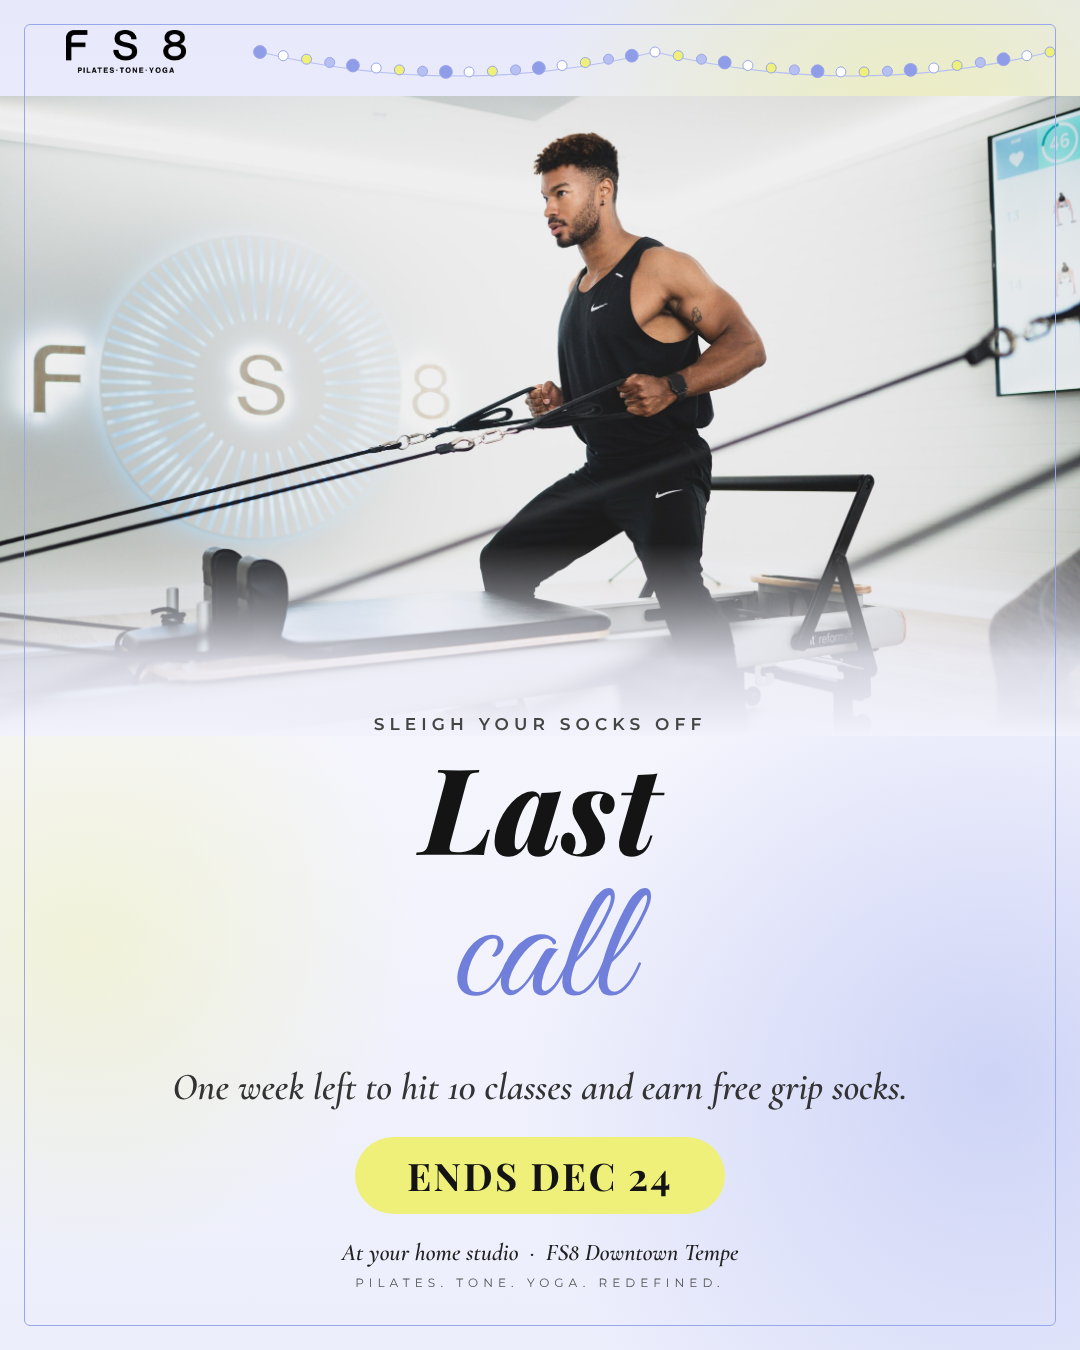 F S 8
PILATES·TONE·YOGA
46
F S 8
SLEIGH YOUR SOCKS OFF
Last
call
One week left to hit 10 classes and earn free grip socks.
ENDS DEC 24
At your home studio · FS8 Downtown Tempe
PILATES. TONE. YOGA. REDEFINED.